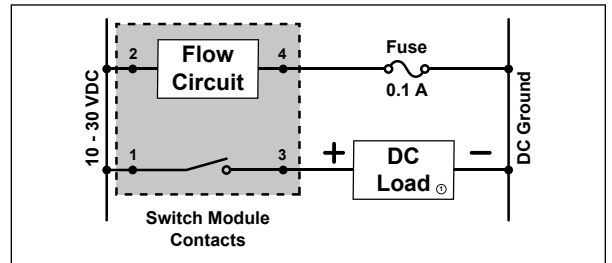 10 - 30 VDC
2
Flow
Circuit
4
Fuse
0.1 A
DC Ground
1
3
+
DC
Load ①
−
Switch Module
Contacts